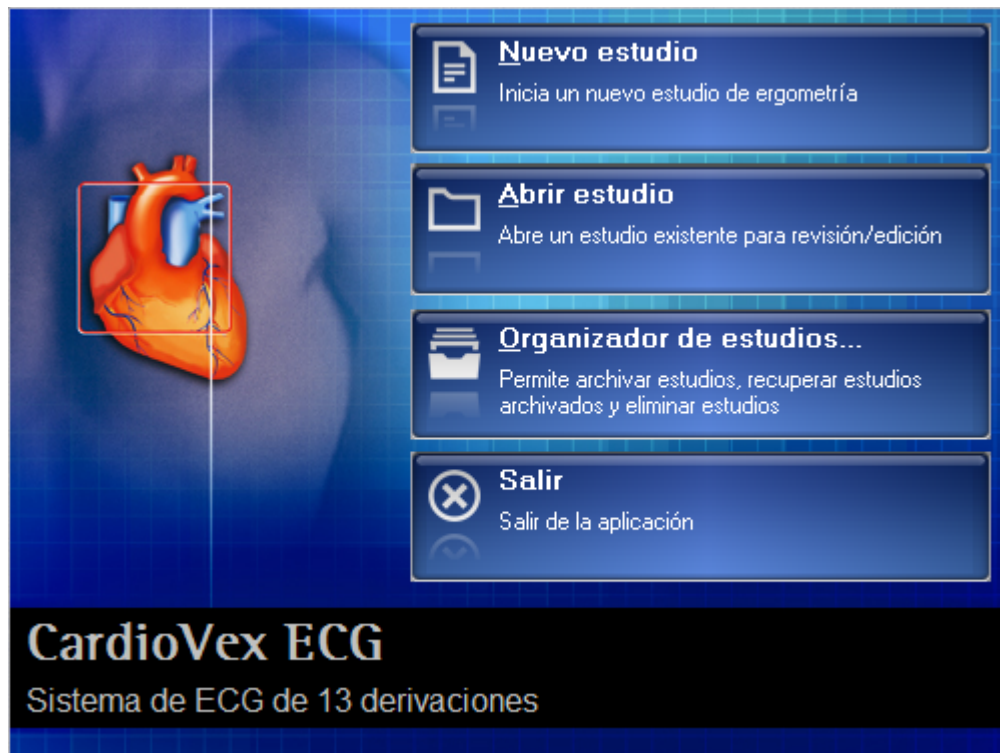 Nuevo estudio
Inicia un nuevo estudio de ergometría
Abrir estudio
Abre un estudio existente para revisión/edición
Organizador de estudios...
Permite archivar estudios, recuperar estudios
archivados y eliminar estudios
Salir
Salir de la aplicación
CardioVex ECG
Sistema de ECG de 13 derivaciones